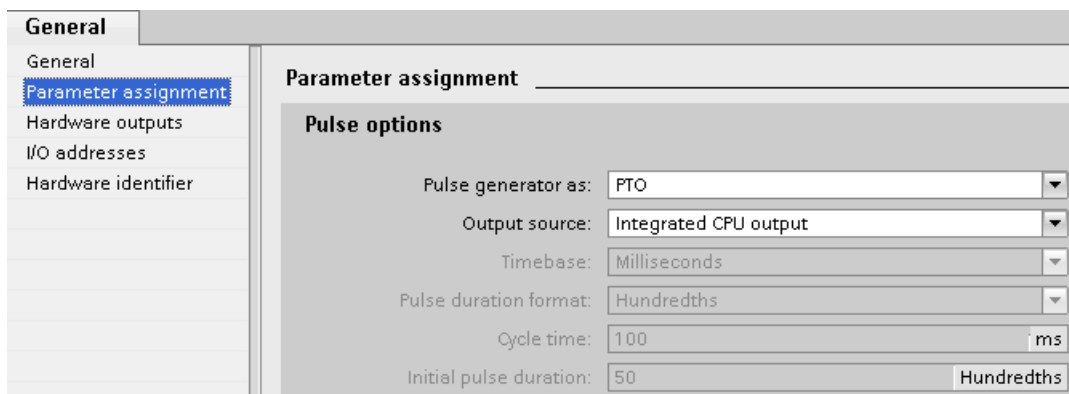 General
General
Parameter assignment
Hardware outputs
I/O addresses
Hardware identifier
Parameter assignment
Pulse options
Pulse generator as: PTO
Output source: Integrated CPU output
Timebase: Milliseconds
Pulse duration format: Hundredths
Cycle time: 100 ms
Initial pulse duration: 50 Hundredths